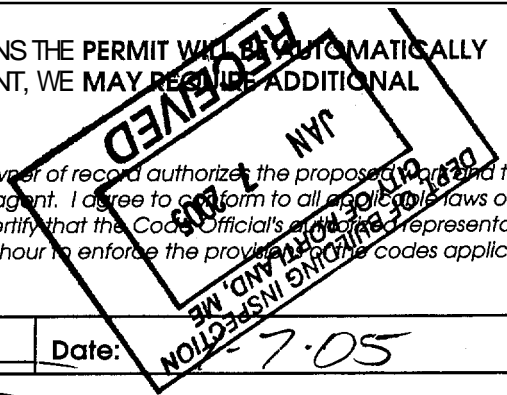 NS THE PERMIT WILL BE AUTOMATICALLY
NT, WE MAY REQUIRE ADDITIONAL
wner of record authorizes the proposed work and t
agent. I agree to conform to all applicable laws o
ertify that the Code Official's authorized representa
hour to enforce the provisions of the codes applic
Date: - 7-05
DEPT. OF BUILDING INSPECTION
CITY OF PORTLAND, ME
JAN 7 2005
RECEIVED